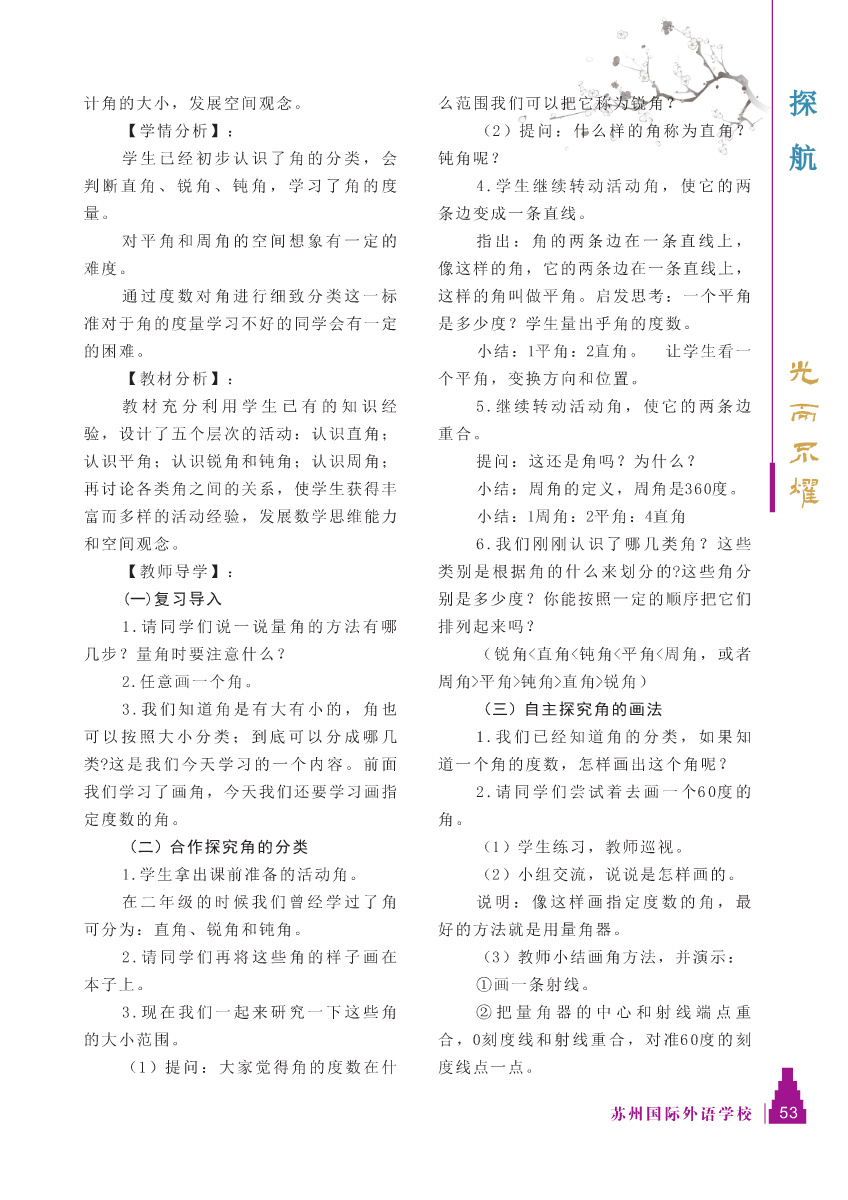 计角的大小，发展空间观念。
【学情分析】：
学生已经初步认识了角的分类，会
判断直角、锐角、钝角，学习了角的度
量。
对平角和周角的空间想象有一定的
难度。
通过度数对角进行细致分类这一标
准对于角的度量学习不好的同学会有一定
的困难。
【教材分析】：
教材充分利用学生已有的知识经
验，设计了五个层次的活动：认识直角；
认识平角；认识锐角和钝角；认识周角；
再讨论各类角之间的关系，使学生获得丰
富而多样的活动经验，发展数学思维能力
和空间观念。
【教师导学】：
(一)复习导入
1.请同学们说一说量角的方法有哪
几步？量角时要注意什么？
2.任意画一个角。
3.我们知道角是有大有小的，角也
可以按照大小分类；到底可以分成哪几
类?这是我们今天学习的一个内容。前面
我们学习了画角，今天我们还要学习画指
定度数的角。
（二）合作探究角的分类
1.学生拿出课前准备的活动角。
在二年级的时候我们曾经学过了角
可分为：直角、锐角和钝角。
2.请同学们再将这些角的样子画在
本子上。
3.现在我们一起来研究一下这些角
的大小范围。
（1）提问：大家觉得角的度数在什
么范围我们可以把它称为锐角？
（2）提问：什么样的角称为直角？
钝角呢？
4.学生继续转动活动角，使它的两
条边变成一条直线。
指出：角的两条边在一条直线上，
像这样的角，它的两条边在一条直线上，
这样的角叫做平角。启发思考：一个平角
是多少度？学生量出乎角的度数。
小结：1平角：2直角。 让学生看一
个平角，变换方向和位置。
5.继续转动活动角，使它的两条边
重合。
提问：这还是角吗？为什么？
小结：周角的定义，周角是360度。
小结：1周角：2平角：4直角
6.我们刚刚认识了哪几类角？这些
类别是根据角的什么来划分的?这些角分
别是多少度？你能按照一定的顺序把它们
排列起来吗？
（锐角<直角<钝角<平角<周角，或者
周角>平角>钝角>直角>锐角）
（三）自主探究角的画法
1.我们已经知道角的分类，如果知
道一个角的度数，怎样画出这个角呢？
2.请同学们尝试着去画一个60度的
角。
（1）学生练习，教师巡视。
（2）小组交流，说说是怎样画的。
说明：像这样画指定度数的角，最
好的方法就是用量角器。
（3）教师小结画角方法，并演示：
①画一条射线。
②把量角器的中心和射线端点重
合，0刻度线和射线重合，对准60度的刻
度线点一点。
探航
光而不耀
苏州国际外语学校 53